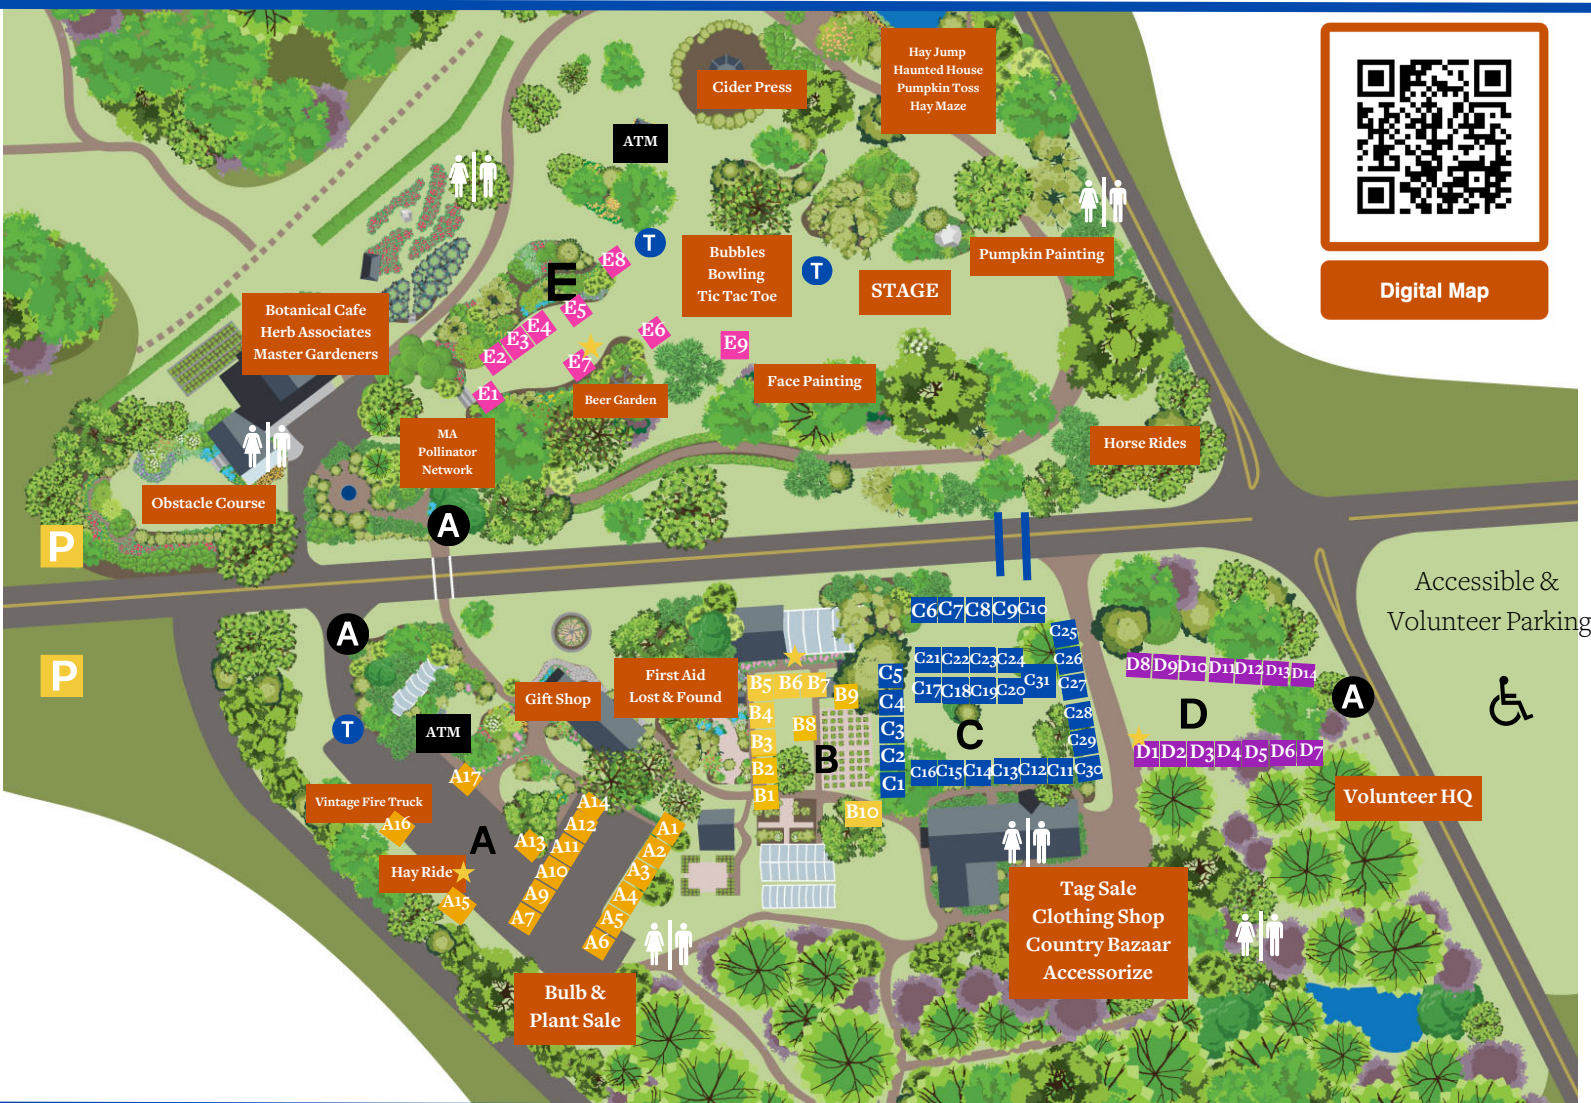 Hay Jump
Haunted House
Pumpkin Toss
Hay Maze
Cider Press
ATM
Digital Map
T
Bubbles
Bowling
Tic Tac Toe
T
STAGE
Pumpkin Painting
E
E8
E5
E4
E3
E2
E1
E6
E7
E9
Botanical Cafe
Herb Associates
Master Gardeners
Face Painting
Beer Garden
MA
Pollinator
Network
Horse Rides
Obstacle Course
A
P
Accessible &
Volunteer Parking
A
P
C6 C7 C8 C9 C10
C25
C26
C27
C28
C29
C30
C21 C22 C23 C24
C17 C18 C19 C20
C31
C5
C4
C3
C2
C1
C
C16 C15 C14 C13 C12 C11
D8 D9 D10 D11 D12 D13 D14
D
A
D1 D2 D3 D4 D5 D6 D7
First Aid
Lost & Found
Gift Shop
B5 B6 B7
B9
B4
B8
B3
B
B2
B1
B10
T
ATM
A17
Vintage Fire Truck
A16
A
Hay Ride
A15
A14
A12
A13
A11
A10
A9
A7
A1
A2
A3
A4
A5
A6
Volunteer HQ
Tag Sale
Clothing Shop
Country Bazaar
Accessorize
Bulb &
Plant Sale